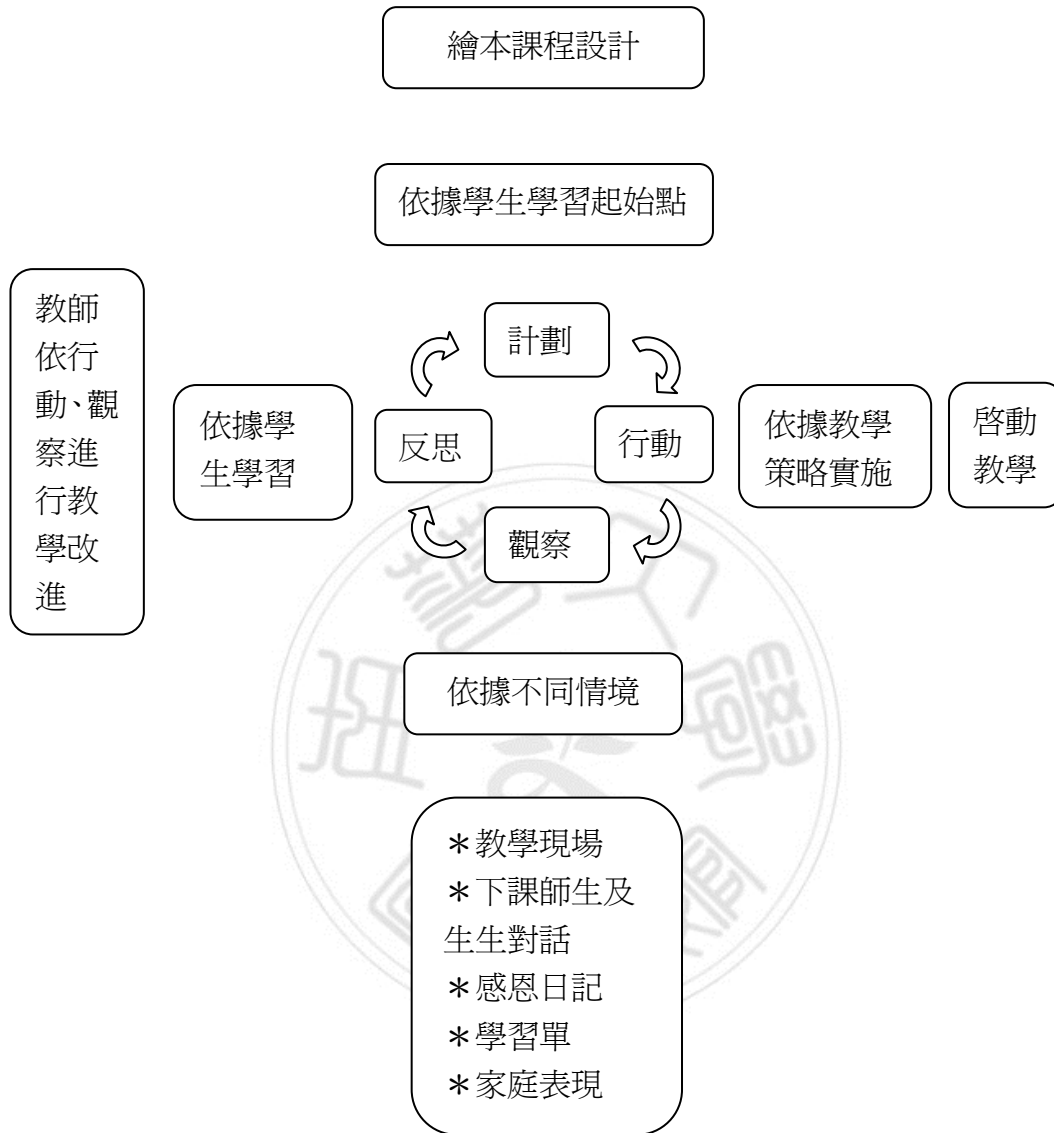 繪本課程設計
依據學生學習起始點
教師
依行
動、觀
察進
行教
學改
進
依據學
生學習
反思
計劃
行動
觀察
依據教學
策略實施
啓動
教學
依據不同情境
＊教學現場
＊下課師生及
生生對話
＊感恩日記
＊學習單
＊家庭表現